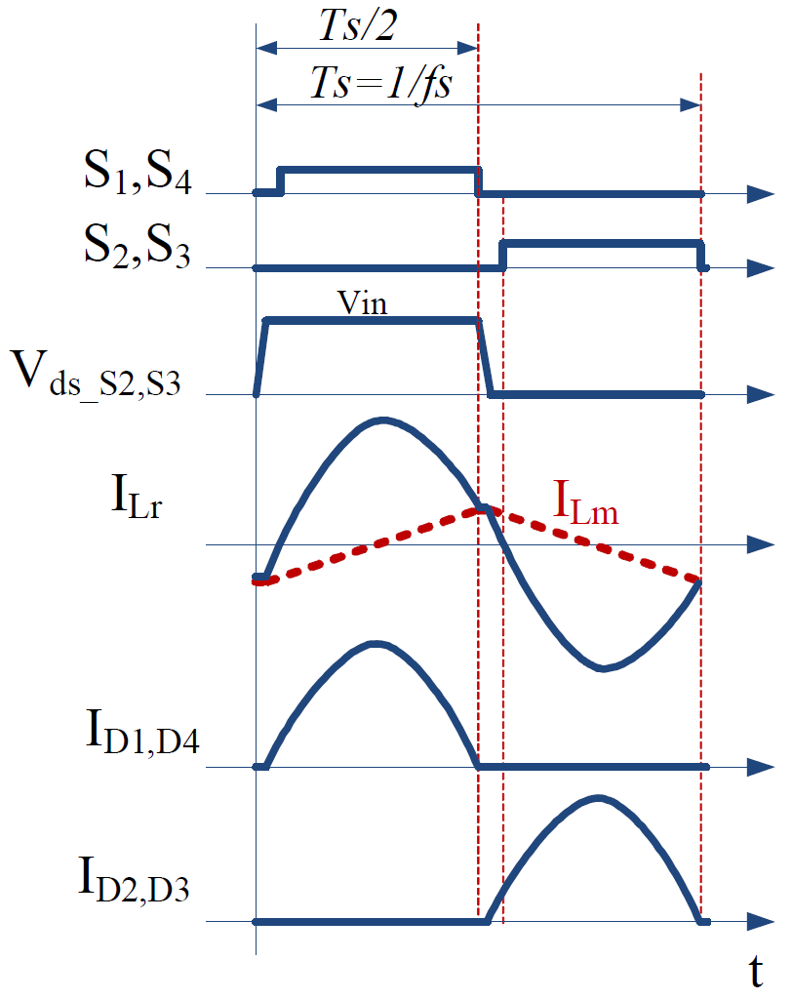 Ts/2
Ts=1/fs
S1,S4
S2,S3
Vin
Vds_S2,S3
ILr
ILm
ID1,D4
ID2,D3
t